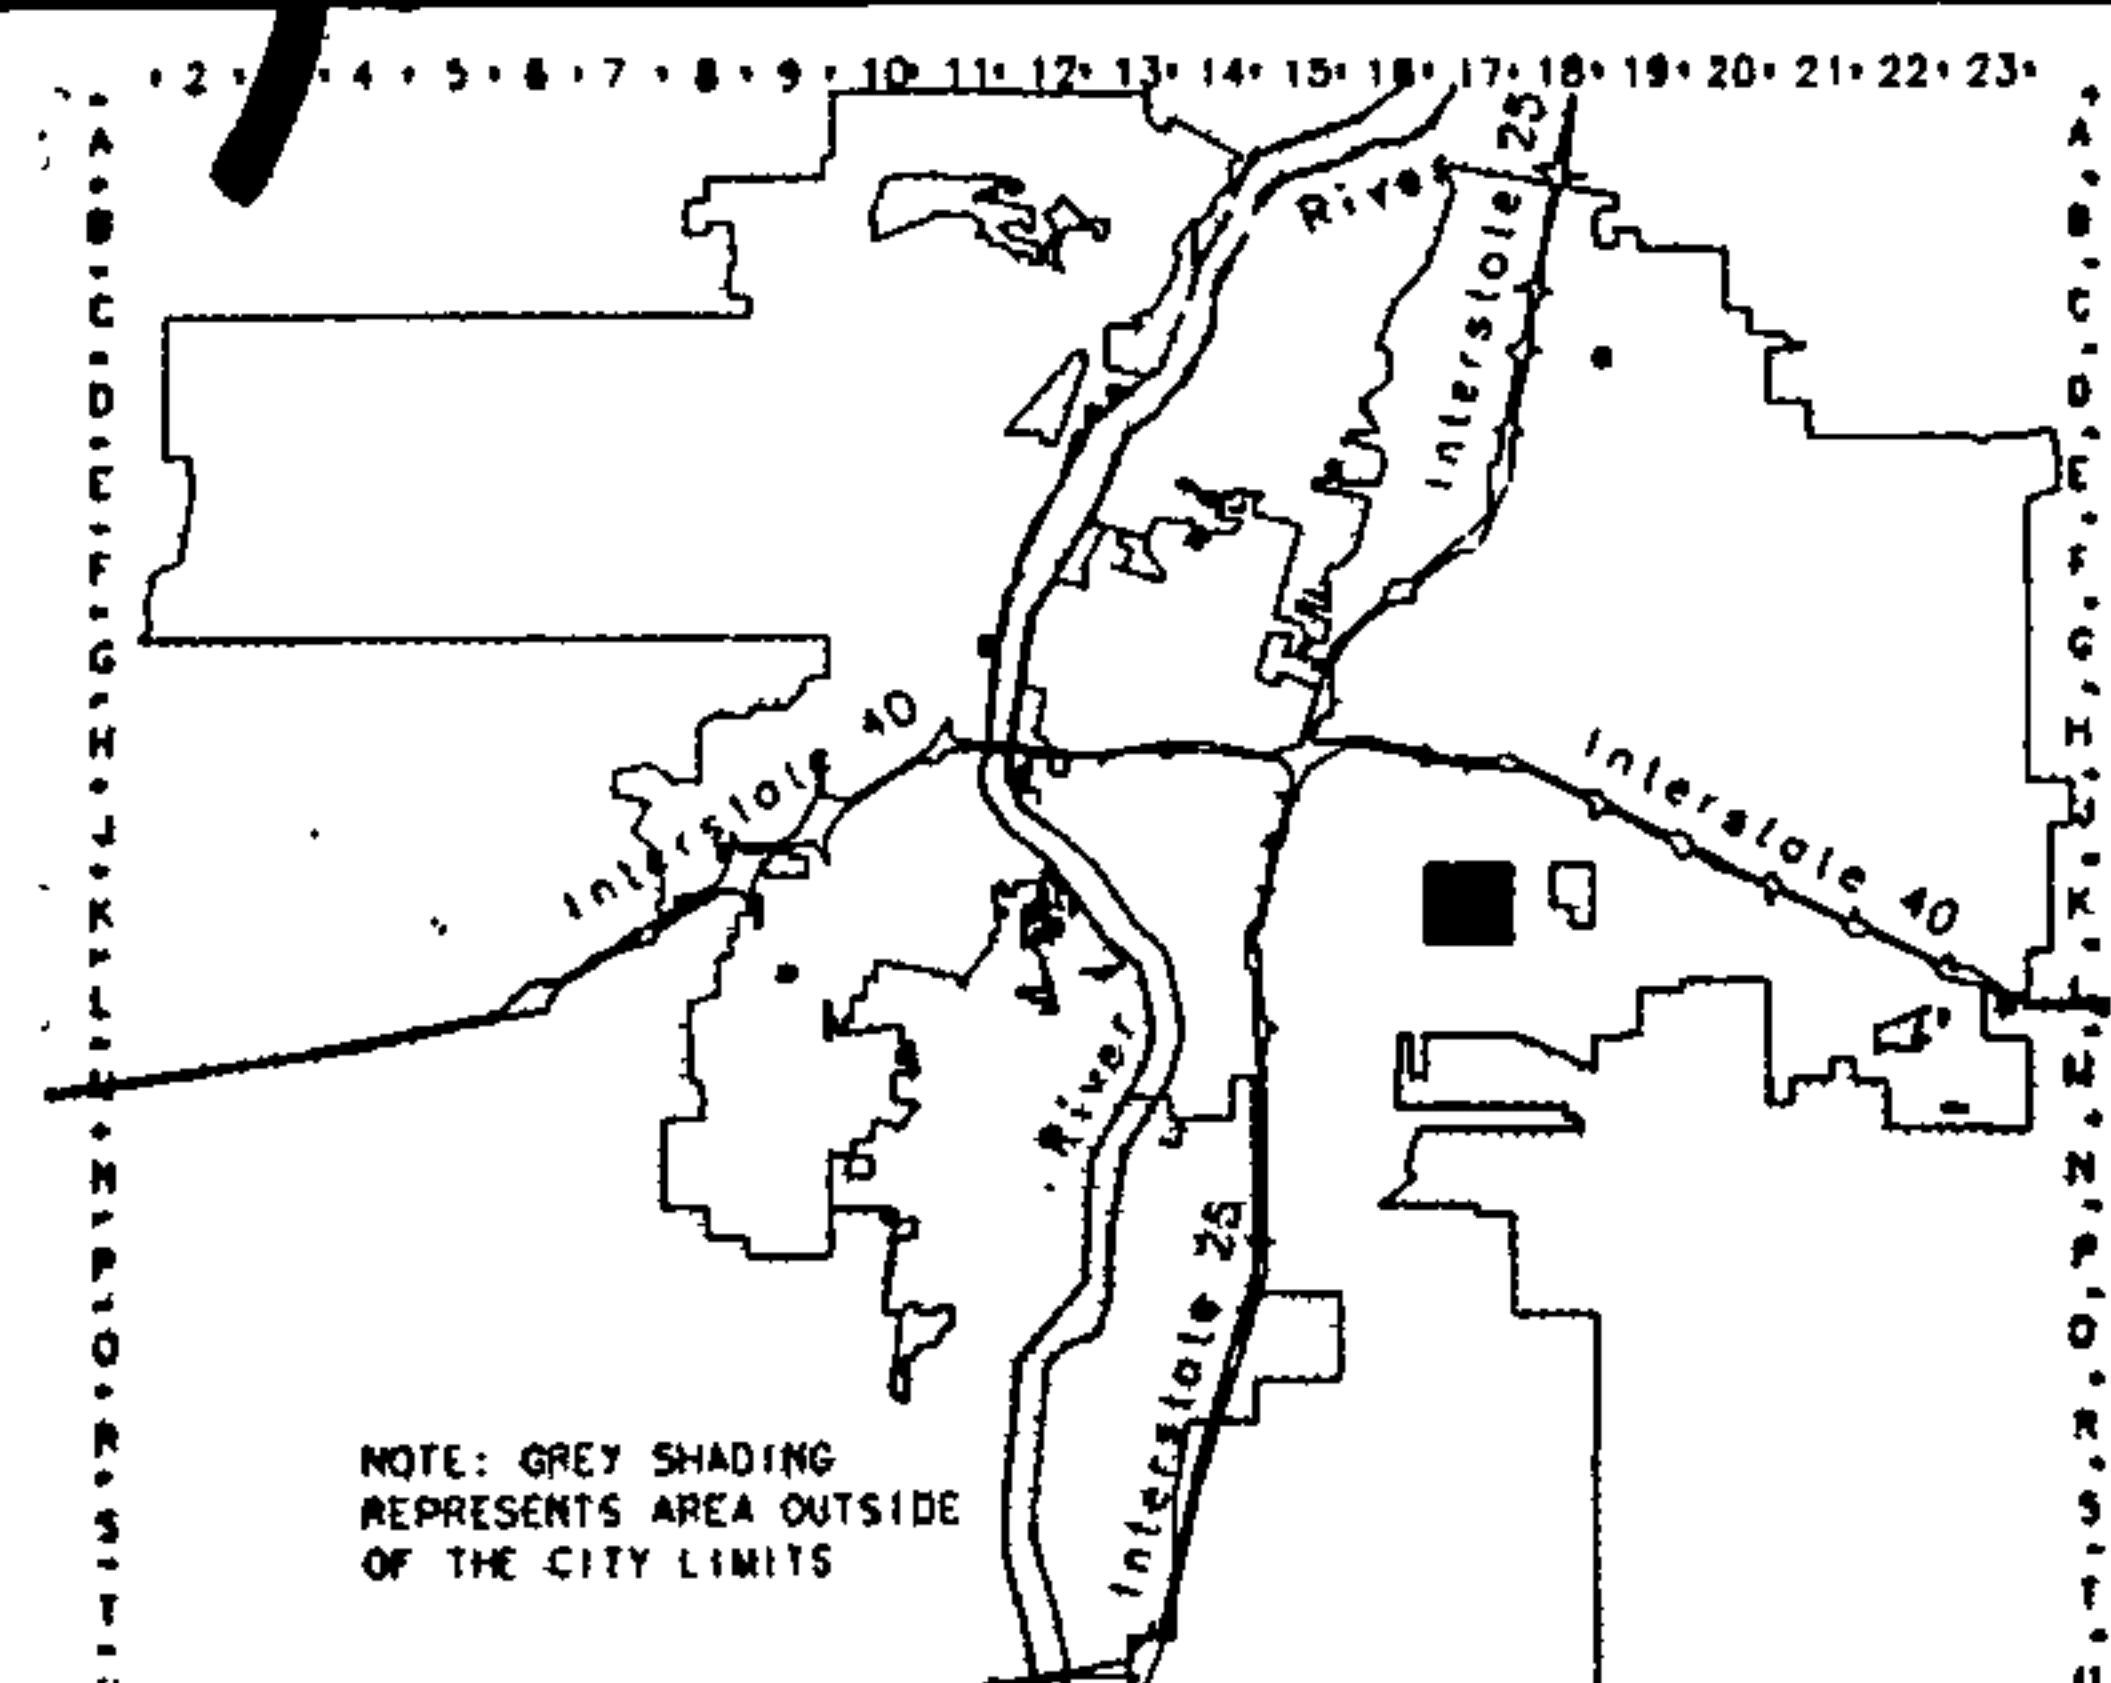 2 4 5 6 7 8 9 10 11 12 13 14 15 16 17 18 19 20 21 22 23
A A
B B
C C
D D
E E
F F
G G
H H
J J
K K
L L
M M
N N
P P
Q Q
R R
S S
T T
River
Interstate 25
Interstate 40
Interstate 40
River
Interstate 25
NOTE: GREY SHADING
REPRESENTS AREA OUTSIDE
OF THE CITY LIMITS